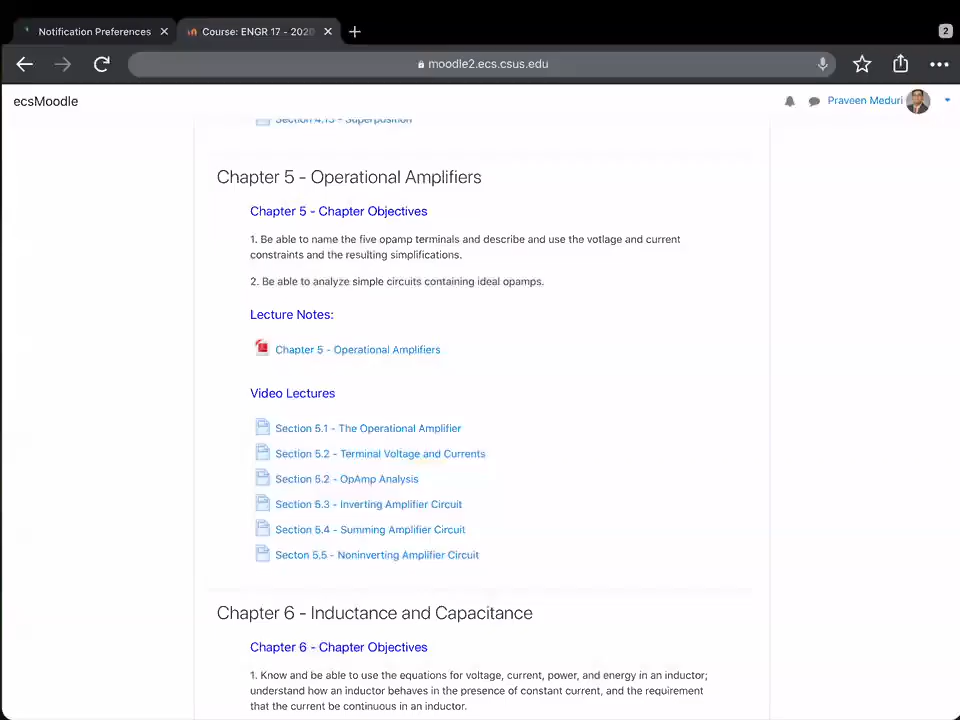 Notification Preferences
Course: ENGR 17 - 2020
2
moodle2.ecs.csus.edu
ecsMoodle
Praveen Meduri
Section 4.13 - Superposition
Chapter 5 - Operational Amplifiers
Chapter 5 - Chapter Objectives
1. Be able to name the five opamp terminals and describe and use the votlage and current
constraints and the resulting simplifications.
2. Be able to analyze simple circuits containing ideal opamps.
Lecture Notes:
Chapter 5 - Operational Amplifiers
Video Lectures
Section 5.1 - The Operational Amplifier
Section 5.2 - Terminal Voltage and Currents
Section 5.2 - OpAmp Analysis
Section 5.3 - Inverting Amplifier Circuit
Section 5.4 - Summing Amplifier Circuit
Secton 5.5 - Noninverting Amplifier Circuit
Chapter 6 - Inductance and Capacitance
Chapter 6 - Chapter Objectives
1. Know and be able to use the equations for voltage, current, power, and energy in an inductor;
understand how an inductor behaves in the presence of constant current, and the requirement
that the current be continuous in an inductor.